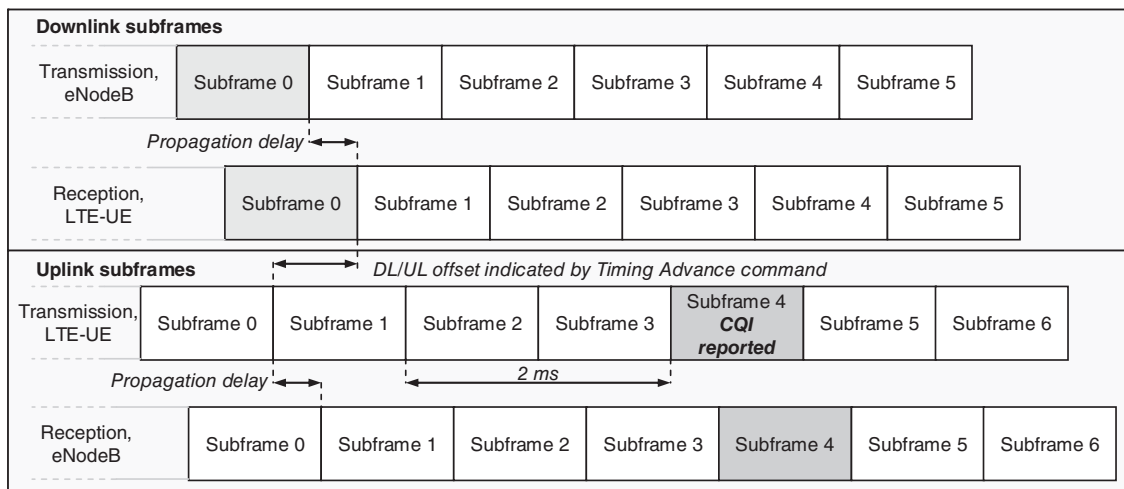 Downlink subframes
Transmission,
eNodeB
Subframe 0
Subframe 1
Subframe 2
Subframe 3
Subframe 4
Subframe 5
Propagation delay
Reception,
LTE-UE
Subframe 0
Subframe 1
Subframe 2
Subframe 3
Subframe 4
Subframe 5
Uplink subframes
DL/UL offset indicated by Timing Advance command
Transmission,
LTE-UE
Subframe 0
Subframe 1
Subframe 2
Subframe 3
Subframe 4
CQI
reported
Subframe 5
Subframe 6
Propagation delay
2 ms
Reception,
eNodeB
Subframe 0
Subframe 1
Subframe 2
Subframe 3
Subframe 4
Subframe 5
Subframe 6